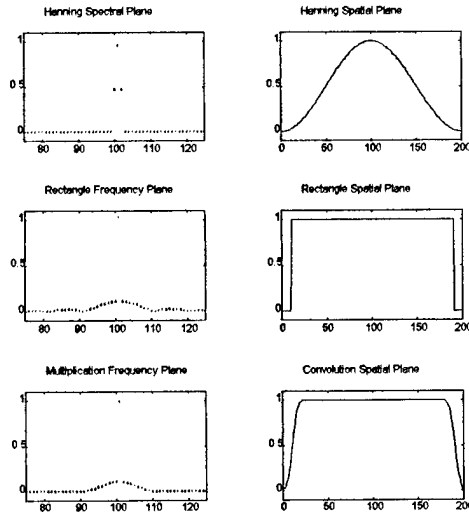 Hanning Spectral Plane
Hanning Spatial Plane
1
0.5
0
80 90 100 110 120
1
0.5
0
0 50 100 150 200
Rectangle Frequency Plane
Rectangle Spatial Plane
1
0.5
0
80 90 100 110 120
1
0.5
0
0 50 100 150 200
Multiplication Frequency Plane
Convolution Spatial Plane
1
0.5
0
80 90 100 110 120
1
0.5
0
0 50 100 150 200